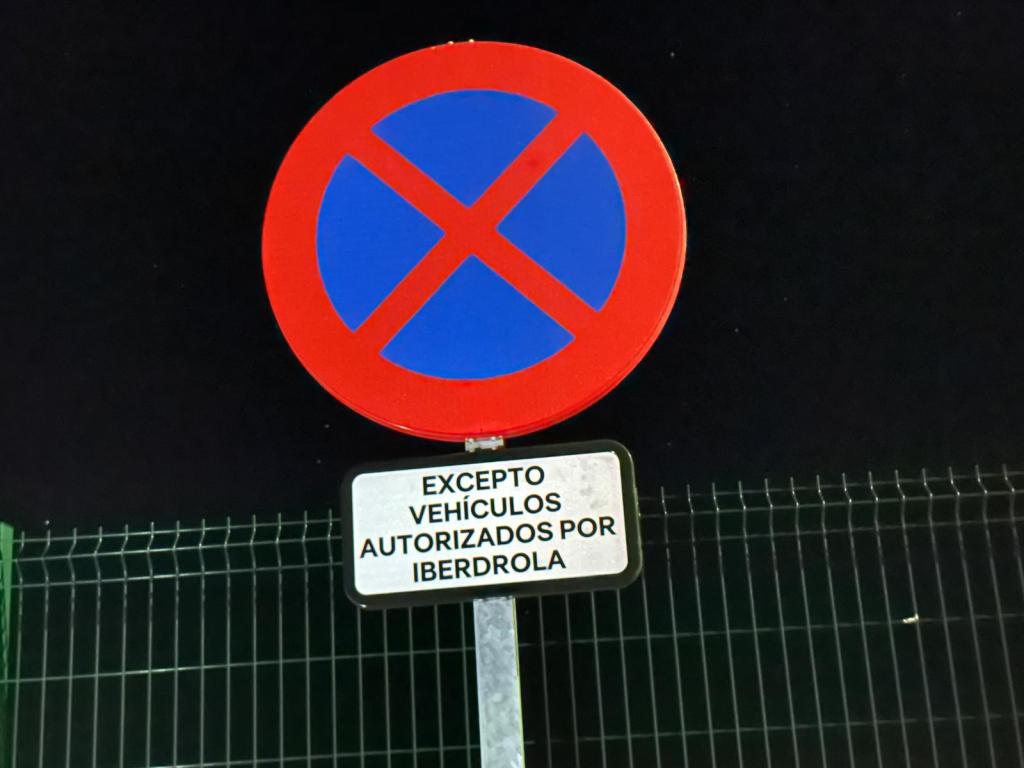 EXCEPTO
VEHÍCULOS
AUTORIZADOS POR
IBERDROLA